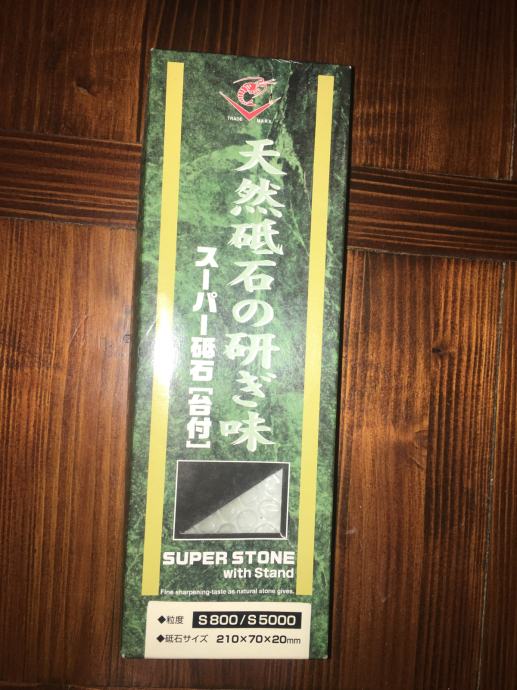 TRADE MARK
天然砥石の研ぎ味
スーパー砥石[台付]
SUPER STONE
with Stand
Fine sharpening-taste as natural stone gives.
◆粒度 S800/S5000
◆砥石サイズ 210×70×20mm